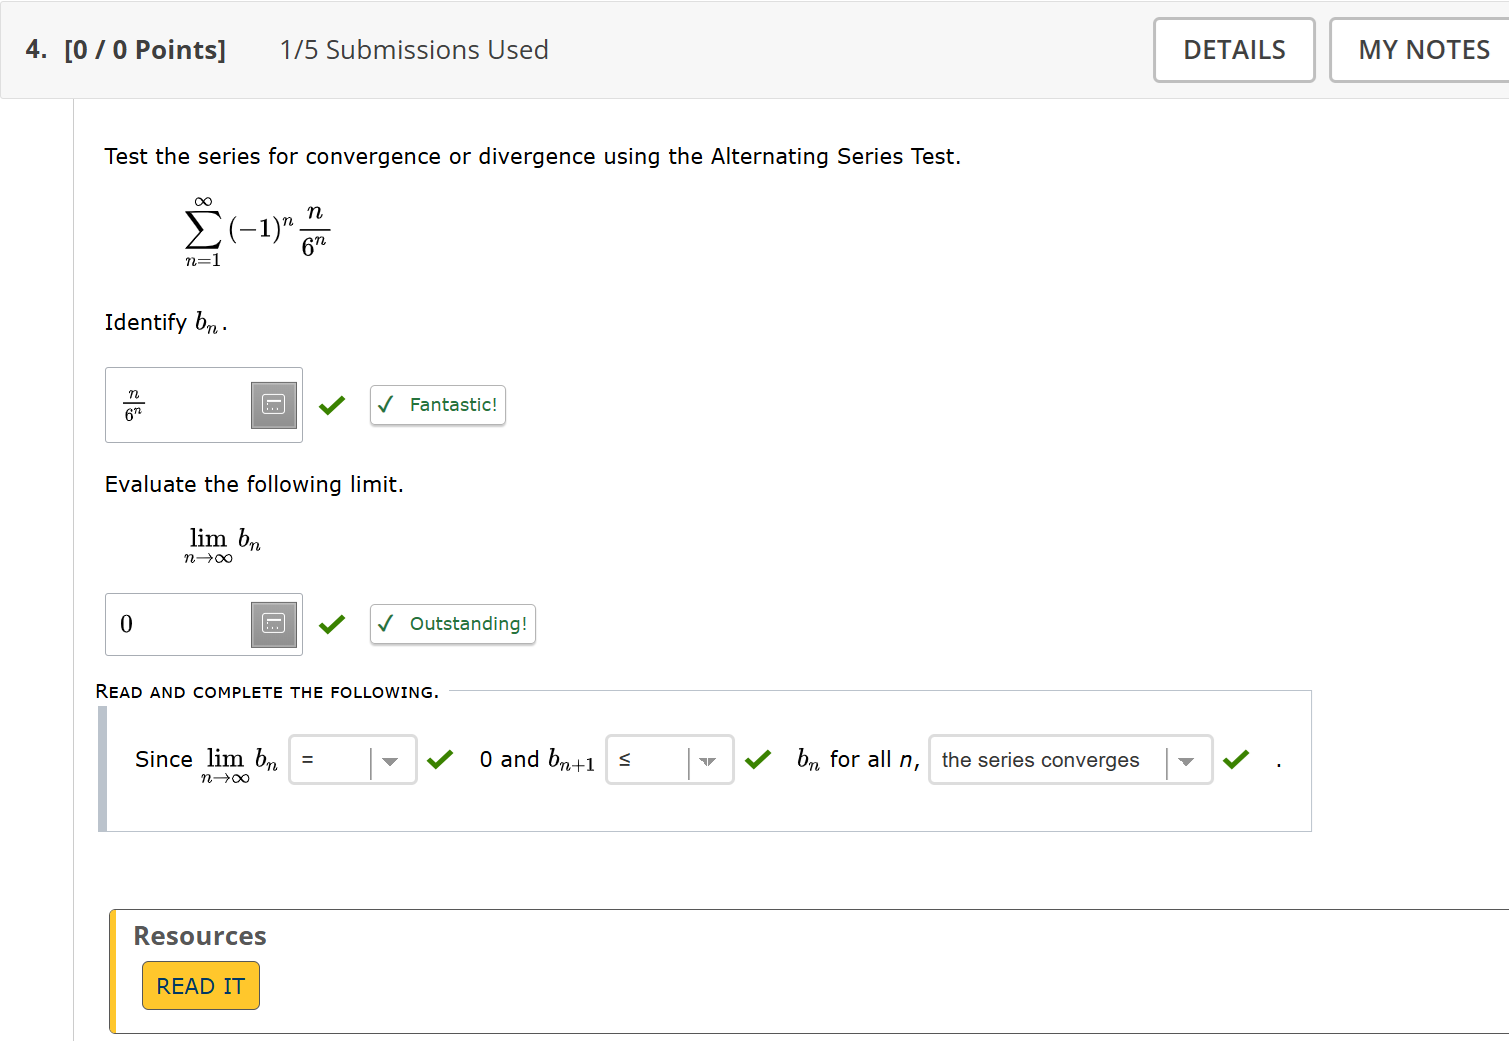 4. [0 / 0 Points] 1/5 Submissions Used DETAILS MY NOTES
Test the series for convergence or divergence using the Alternating Series Test.
∞
∑ (−1)ⁿ n/6ⁿ
n=1
Identify bₙ.
n/6ⁿ ✓ Fantastic!
Evaluate the following limit.
lim bₙ
n→∞
0 ✓ Outstanding!
READ AND COMPLETE THE FOLLOWING.
Since lim bₙ = 0 and bₙ₊₁ ≤ bₙ for all n, the series converges .
n→∞
Resources
READ IT